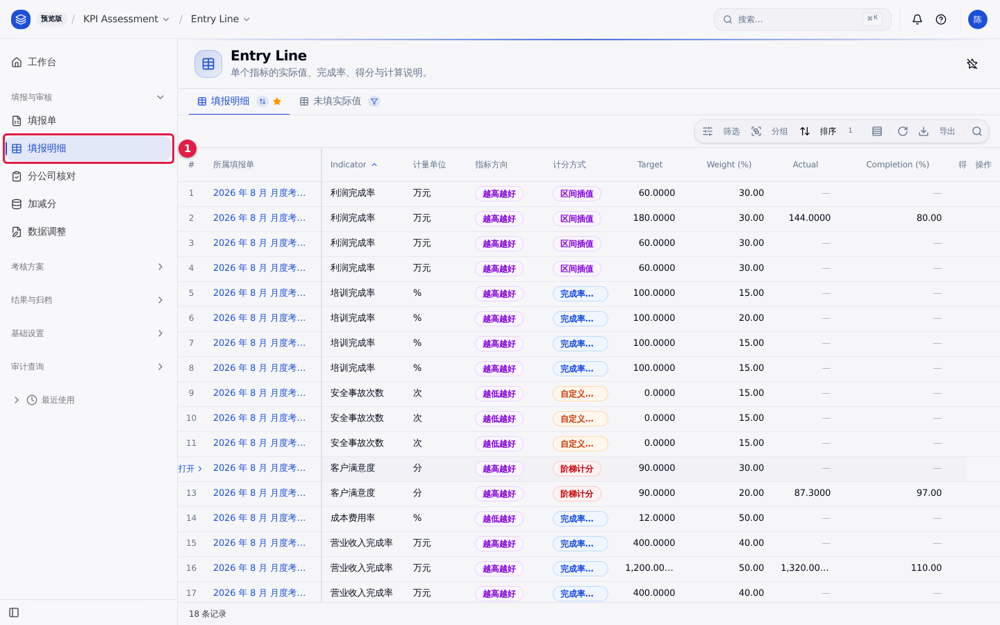 预览版 / KPI Assessment / Entry Line
搜索... ⌘K
陈
工作台
填报与审核
填报单
填报明细
分公司核对
加减分
数据调整
考核方案
结果与归档
基础设置
审计查询
最近使用
1
Entry Line
单个指标的实际值、完成率、得分与计算说明。
填报明细
未填实际值
筛选 分组 排序 1 导出
# 所属填报单 Indicator 计量单位 指标方向 计分方式 Target Weight (%) Actual Completion (%) 得 操作
1 2026 年 8 月 月度考... 利润完成率 万元 越高越好 区间插值 60.0000 30.00 — —
2 2026 年 8 月 月度考... 利润完成率 万元 越高越好 区间插值 180.0000 30.00 144.0000 80.00
3 2026 年 8 月 月度考... 利润完成率 万元 越高越好 区间插值 60.0000 30.00 — —
4 2026 年 8 月 月度考... 利润完成率 万元 越高越好 区间插值 60.0000 30.00 — —
5 2026 年 8 月 月度考... 培训完成率 % 越高越好 完成率... 100.0000 15.00 — —
6 2026 年 8 月 月度考... 培训完成率 % 越高越好 完成率... 100.0000 20.00 — —
7 2026 年 8 月 月度考... 培训完成率 % 越高越好 完成率... 100.0000 15.00 — —
8 2026 年 8 月 月度考... 培训完成率 % 越高越好 完成率... 100.0000 15.00 — —
9 2026 年 8 月 月度考... 安全事故次数 次 越低越好 自定义... 0.0000 15.00 — —
10 2026 年 8 月 月度考... 安全事故次数 次 越低越好 自定义... 0.0000 15.00 — —
11 2026 年 8 月 月度考... 安全事故次数 次 越低越好 自定义... 0.0000 15.00 — —
打开 2026 年 8 月 月度考... 客户满意度 分 越高越好 阶梯计分 90.0000 30.00 — —
13 2026 年 8 月 月度考... 客户满意度 分 越高越好 阶梯计分 90.0000 20.00 87.3000 97.00
14 2026 年 8 月 月度考... 成本费用率 % 越低越好 完成率... 12.0000 50.00 — —
15 2026 年 8 月 月度考... 营业收入完成率 万元 越高越好 完成率... 400.0000 40.00 — —
16 2026 年 8 月 月度考... 营业收入完成率 万元 越高越好 完成率... 1,200.00... 50.00 1,320.00... 110.00
17 2026 年 8 月 月度考... 营业收入完成率 万元 越高越好 完成率... 400.0000 40.00 — —
18 条记录